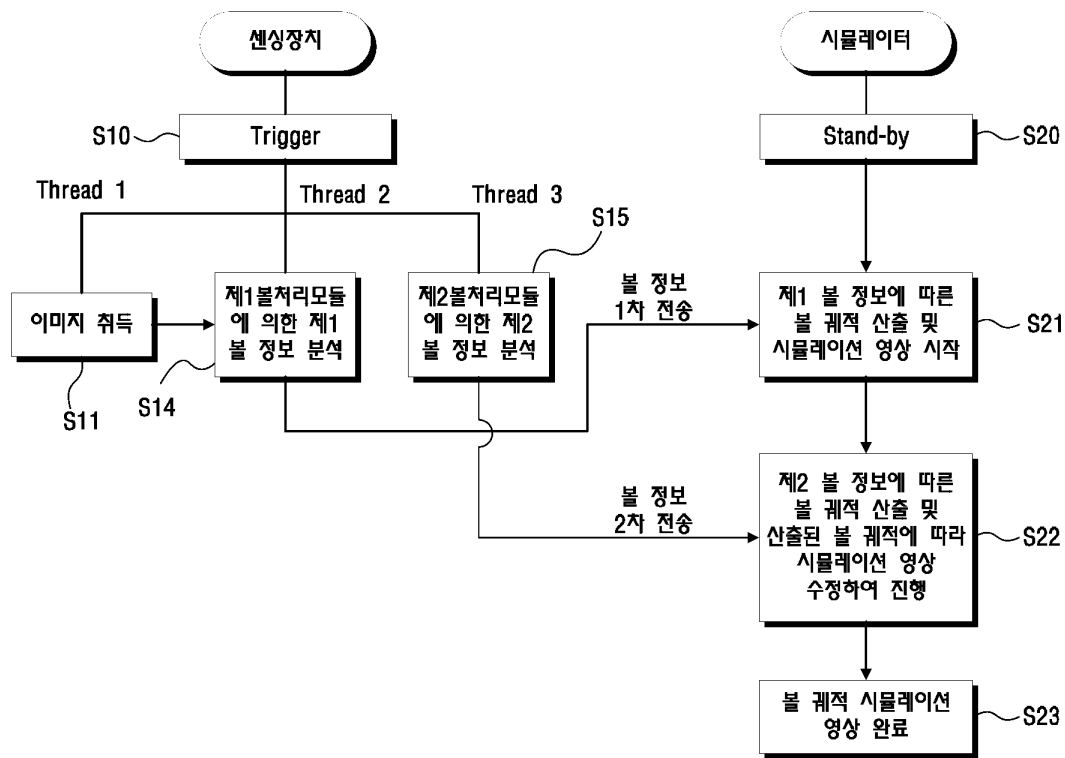 센싱장치
시뮬레이터
S10
Trigger
Stand-by
S20
Thread 1
Thread 2
Thread 3
S15
이미지 취득
S11
제1볼처리모듈
에 의한 제1
볼 정보 분석
S14
제2볼처리모듈
에 의한 제2
볼 정보 분석
볼 정보
1차 전송
제1 볼 정보에 따른
볼 궤적 산출 및
시뮬레이션 영상 시작
S21
볼 정보
2차 전송
제2 볼 정보에 따른
볼 궤적 산출 및
산출된 볼 궤적에 따라
시뮬레이션 영상
수정하여 진행
S22
볼 궤적 시뮬레이션
영상 완료
S23